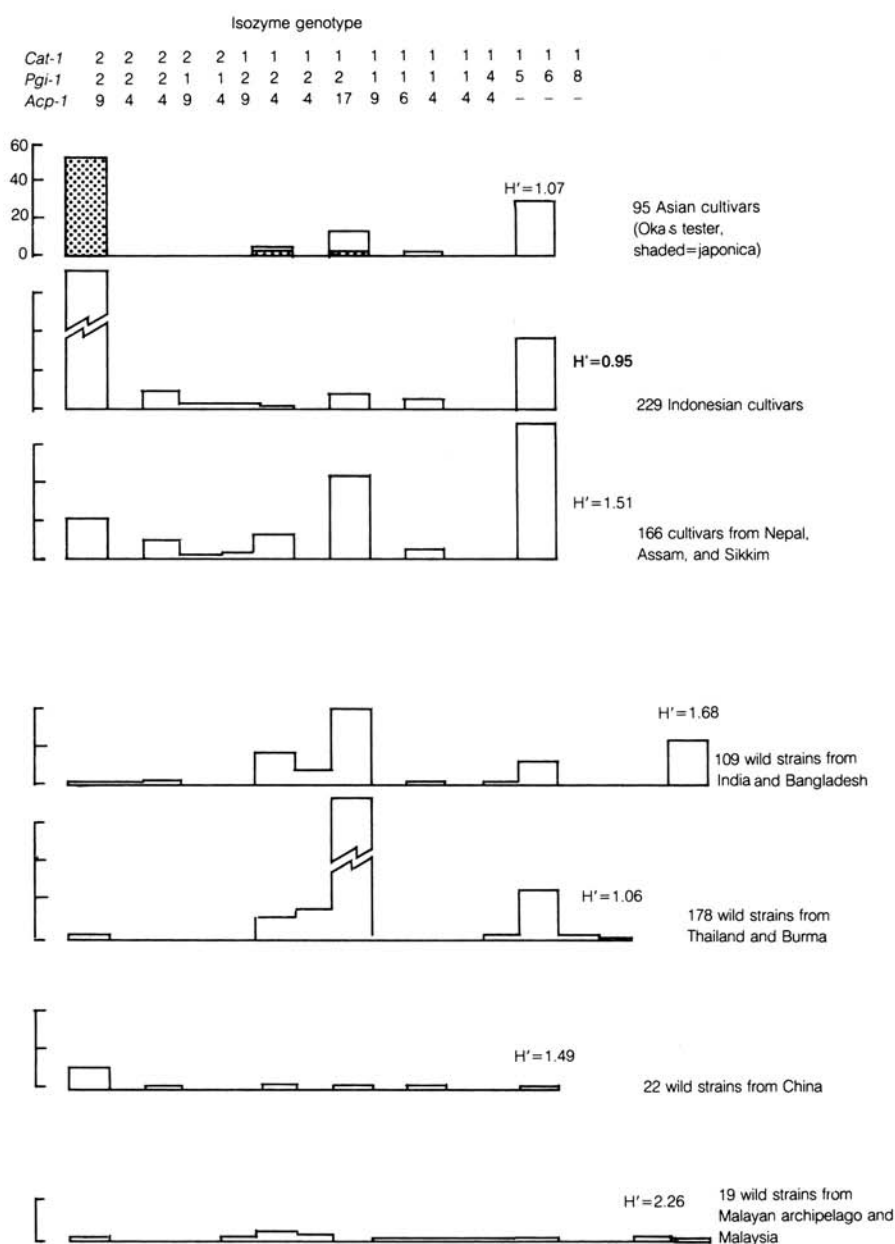 Isozyme genotype
Cat-1 2 2 2 2 2 1 1 1 1 1 1 1 1 1 1 1
Pgi-1 2 2 2 1 1 2 2 2 2 1 1 1 1 4 5 6 8
Acp-1 9 4 4 9 4 9 4 4 17 9 6 4 4 4 – – –
60
40
20
0
H'=1.07
95 Asian cultivars
(Oka s tester,
shaded=japonica)
H'=0.95
229 Indonesian cultivars
H'=1.51
166 cultivars from Nepal,
Assam, and Sikkim
H'=1.68
109 wild strains from
India and Bangladesh
H'=1.06
178 wild strains from
Thailand and Burma
H'=1.49
22 wild strains from China
H'=2.26
19 wild strains from
Malayan archipelago and
Malaysia